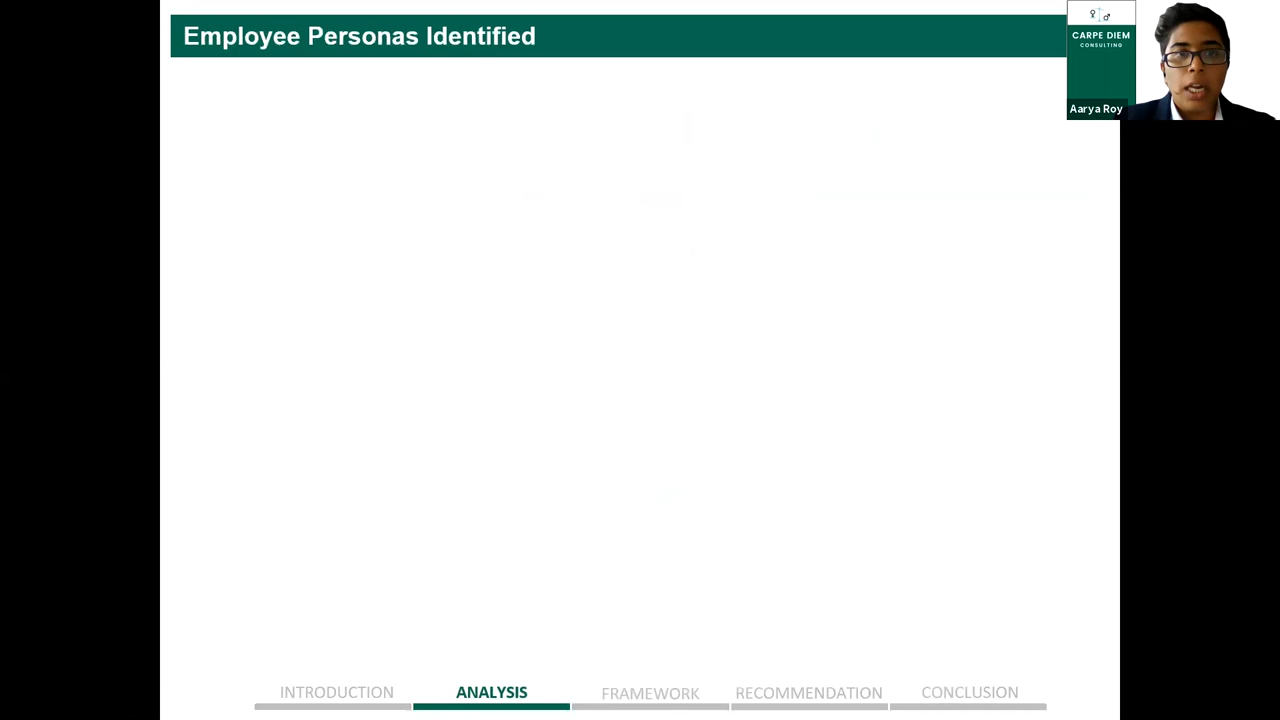 Employee Personas Identified
CARPE DIEM
CONSULTING
Aarya Roy
INTRODUCTION
ANALYSIS
FRAMEWORK
RECOMMENDATION
CONCLUSION